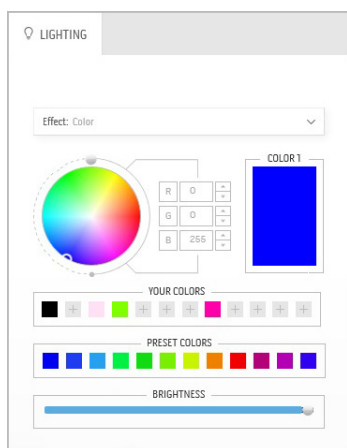 LIGHTING
Effect: Color
COLOR 1
R 0
G 0
B 255
YOUR COLORS
PRESET COLORS
BRIGHTNESS